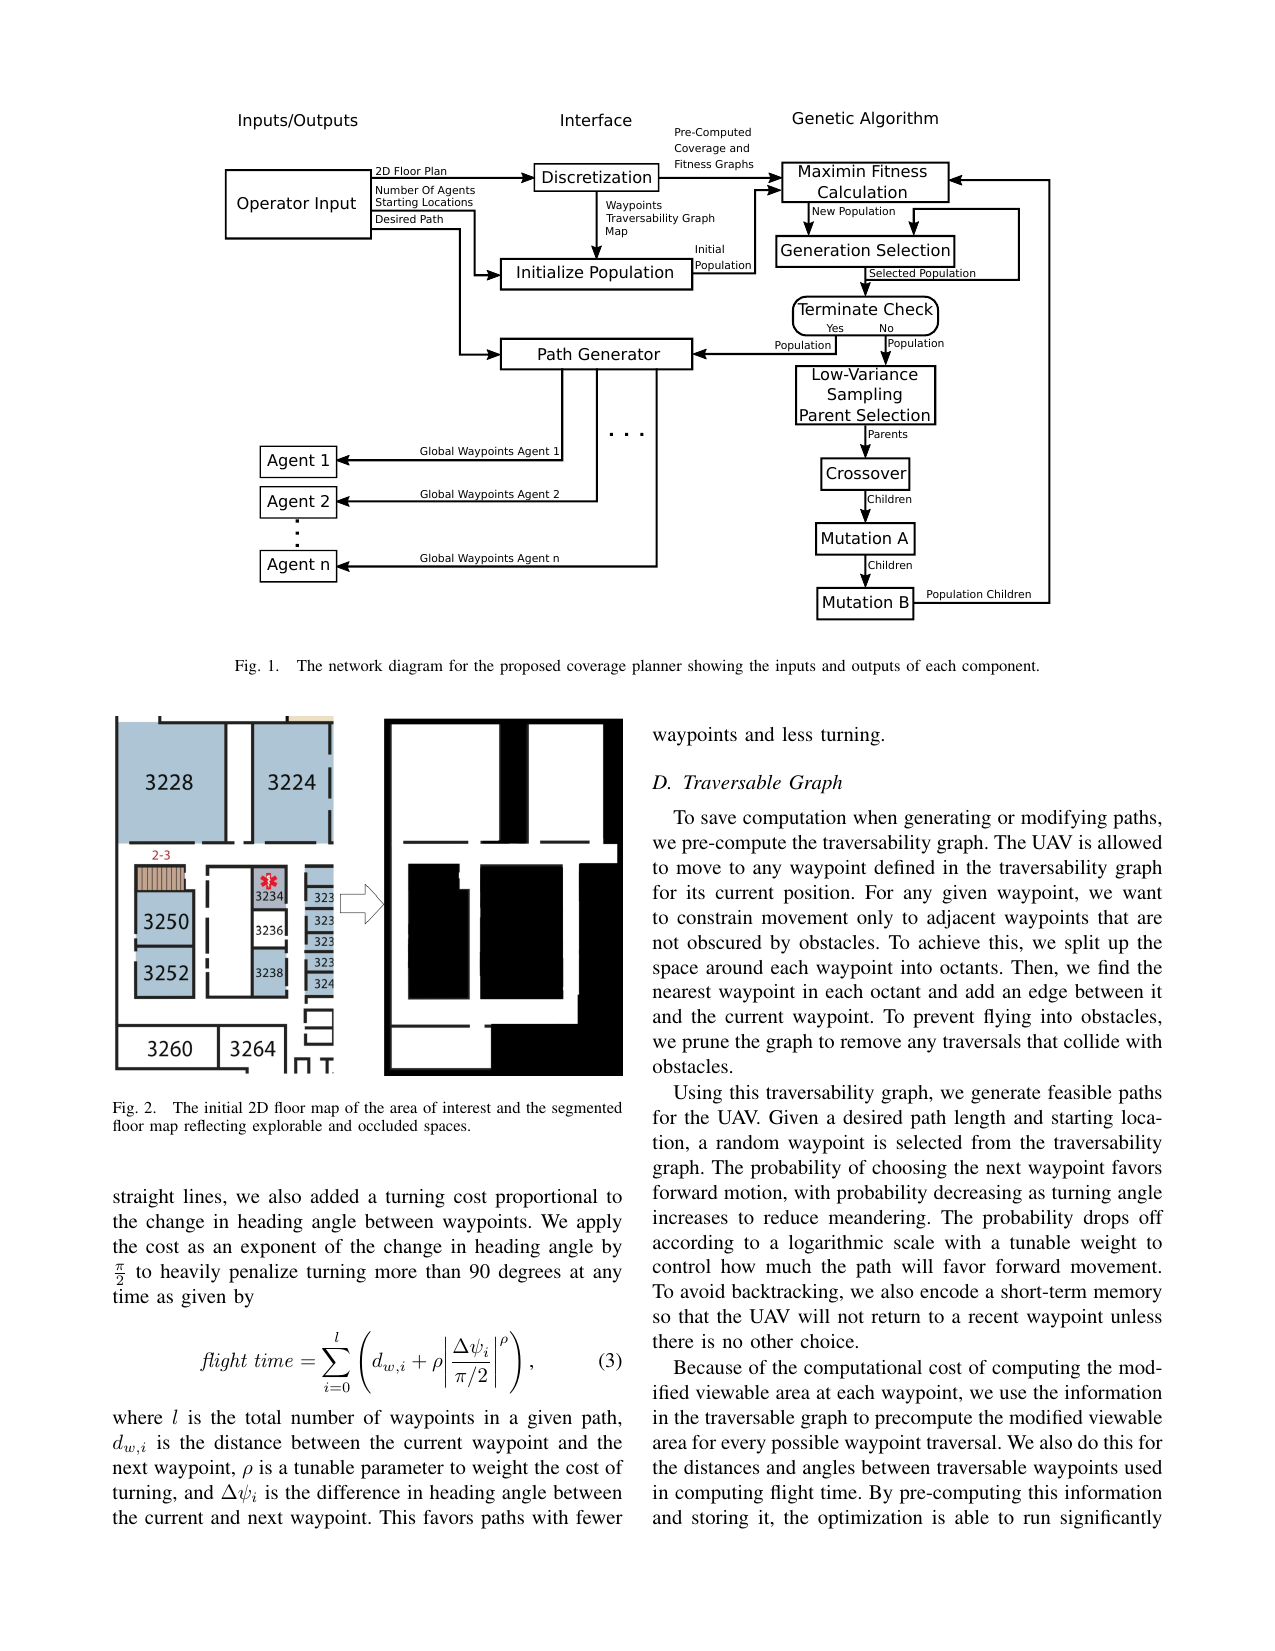 Inputs/Outputs
Interface
Genetic Algorithm
Operator Input
2D Floor Plan
Number Of Agents
Starting Locations
Desired Path
Discretization
Pre-Computed
Coverage and
Fitness Graphs
Waypoints
Traversability Graph
Map
Initialize Population
Initial
Population
Maximin Fitness
Calculation
New Population
Generation Selection
Selected Population
Terminate Check
Yes
No
Population
Population
Path Generator
Low-Variance
Sampling
Parent Selection
Parents
Crossover
Children
Mutation A
Children
Mutation B
Population Children
. . .
Global Waypoints Agent 1
Agent 1
Global Waypoints Agent 2
Agent 2
Global Waypoints Agent n
Agent n
Fig. 1. The network diagram for the proposed coverage planner showing the inputs and outputs of each component.
3228
3224
2-3
3234
3250
3236
3252
3238
323
323
323
323
324
3260
3264
Fig. 2. The initial 2D floor map of the area of interest and the segmented
floor map reflecting explorable and occluded spaces.
straight lines, we also added a turning cost proportional to
the change in heading angle between waypoints. We apply
the cost as an exponent of the change in heading angle by
π/2 to heavily penalize turning more than 90 degrees at any
time as given by
flight time = ∑_{i=0}^{l} (d_{w,i} + ρ|Δψ_i / π/2|^ρ), (3)
where l is the total number of waypoints in a given path,
d_{w,i} is the distance between the current waypoint and the
next waypoint, ρ is a tunable parameter to weight the cost of
turning, and Δψ_i is the difference in heading angle between
the current and next waypoint. This favors paths with fewer
waypoints and less turning.
D. Traversable Graph
To save computation when generating or modifying paths,
we pre-compute the traversability graph. The UAV is allowed
to move to any waypoint defined in the traversability graph
for its current position. For any given waypoint, we want
to constrain movement only to adjacent waypoints that are
not obscured by obstacles. To achieve this, we split up the
space around each waypoint into octants. Then, we find the
nearest waypoint in each octant and add an edge between it
and the current waypoint. To prevent flying into obstacles,
we prune the graph to remove any traversals that collide with
obstacles.
Using this traversability graph, we generate feasible paths
for the UAV. Given a desired path length and starting loca-
tion, a random waypoint is selected from the traversability
graph. The probability of choosing the next waypoint favors
forward motion, with probability decreasing as turning angle
increases to reduce meandering. The probability drops off
according to a logarithmic scale with a tunable weight to
control how much the path will favor forward movement.
To avoid backtracking, we also encode a short-term memory
so that the UAV will not return to a recent waypoint unless
there is no other choice.
Because of the computational cost of computing the mod-
ified viewable area at each waypoint, we use the information
in the traversable graph to precompute the modified viewable
area for every possible waypoint traversal. We also do this for
the distances and angles between traversable waypoints used
in computing flight time. By pre-computing this information
and storing it, the optimization is able to run significantly